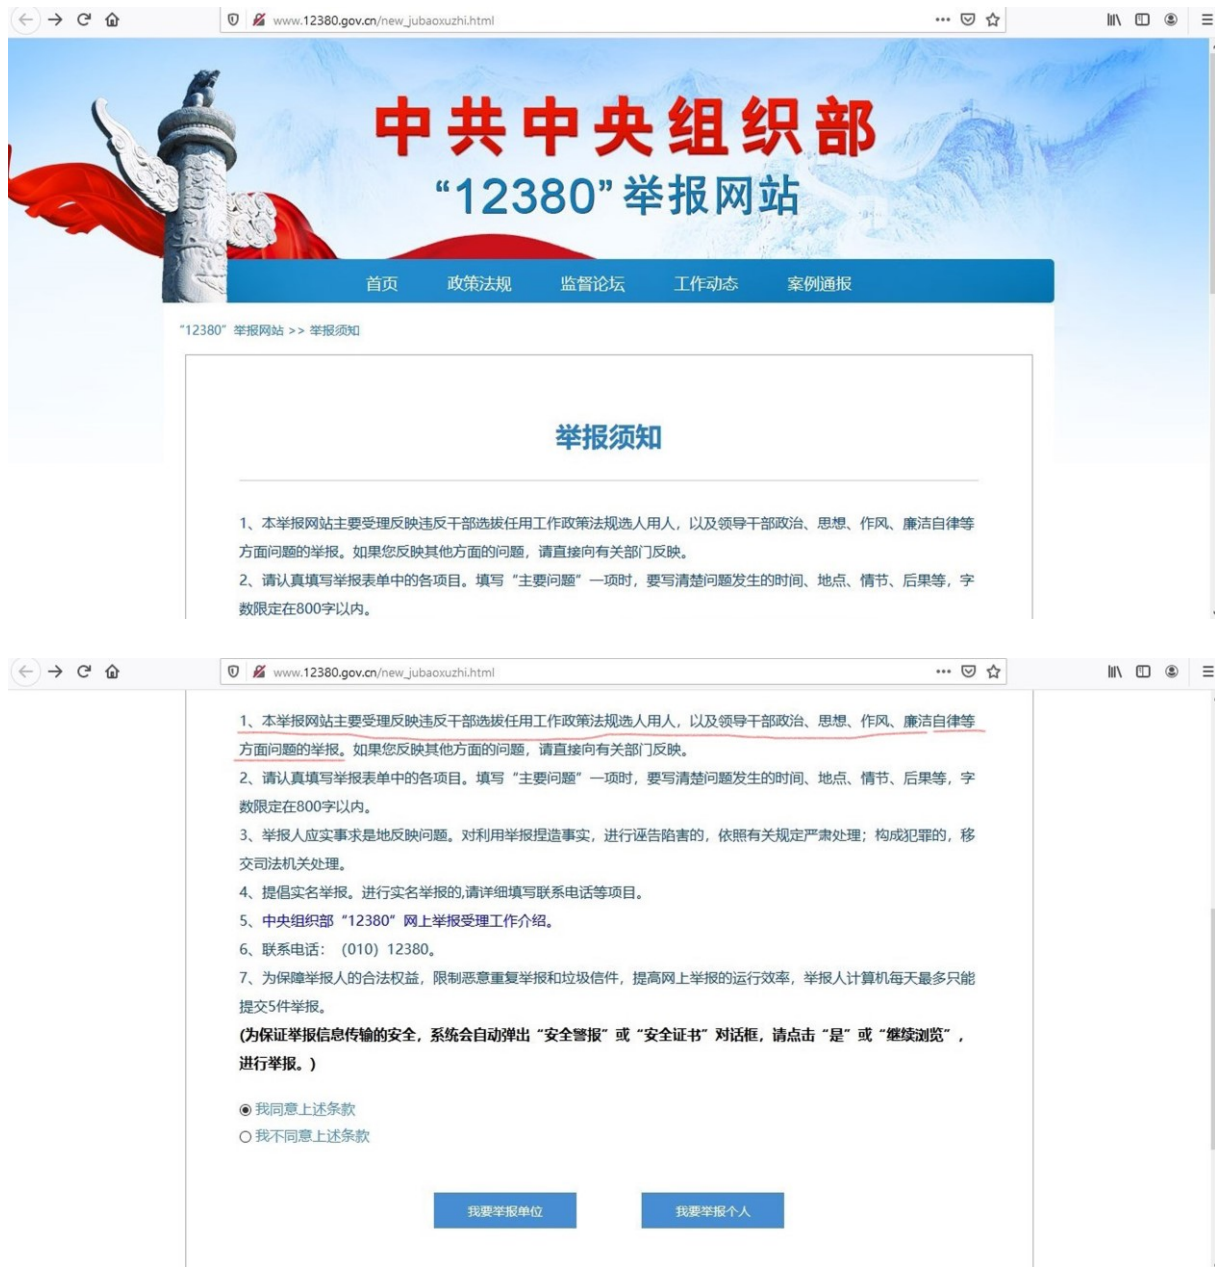 www.12380.gov.cn/new_jubaoxuzhi.html
中共中央组织部
“12380”举报网站
首页 政策法规 监督论坛 工作动态 案例通报
“12380”举报网站 >> 举报须知
举报须知
1、本举报网站主要受理反映违反干部选拔任用工作政策法规选人用人，以及领导干部政治、思想、作风、廉洁自律等
方面问题的举报。如果您反映其他方面的问题，请直接向有关部门反映。
2、请认真填写举报表单中的各项目。填写“主要问题”一项时，要写清楚问题发生的时间、地点、情节、后果等，字
数限定在800字以内。
www.12380.gov.cn/new_jubaoxuzhi.html
1、本举报网站主要受理反映违反干部选拔任用工作政策法规选人用人，以及领导干部政治、思想、作风、廉洁自律等
方面问题的举报。如果您反映其他方面的问题，请直接向有关部门反映。
2、请认真填写举报表单中的各项目。填写“主要问题”一项时，要写清楚问题发生的时间、地点、情节、后果等，字
数限定在800字以内。
3、举报人应实事求是地反映问题。对利用举报捏造事实，进行诬告陷害的，依照有关规定严肃处理；构成犯罪的，移
交司法机关处理。
4、提倡实名举报。进行实名举报的,请详细填写联系电话等项目。
5、中央组织部“12380”网上举报受理工作介绍。
6、联系电话：（010）12380。
7、为保障举报人的合法权益，限制恶意重复举报和垃圾信件，提高网上举报的运行效率，举报人计算机每天最多只能
提交5件举报。
(为保证举报信息传输的安全，系统会自动弹出“安全警报”或“安全证书”对话框，请点击“是”或“继续浏览”，
进行举报。)
我同意上述条款
我不同意上述条款
我要举报单位 我要举报个人